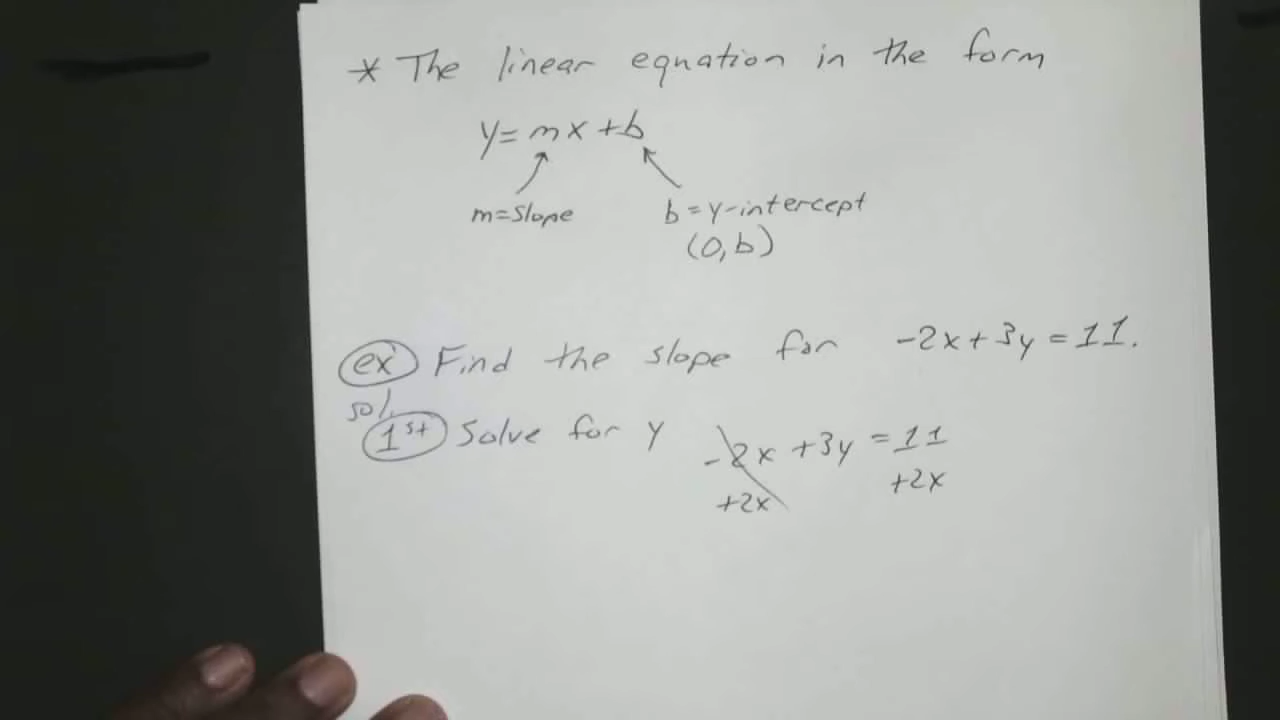 * The linear equation in the form
y = mx + b
m = slope b = y-intercept
(0, b)
ex Find the slope for -2x + 3y = 11.
sol.
1st Solve for y -2x + 3y = 11
+2x +2x